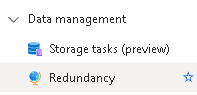 Data management
Storage tasks (preview)
Redundancy